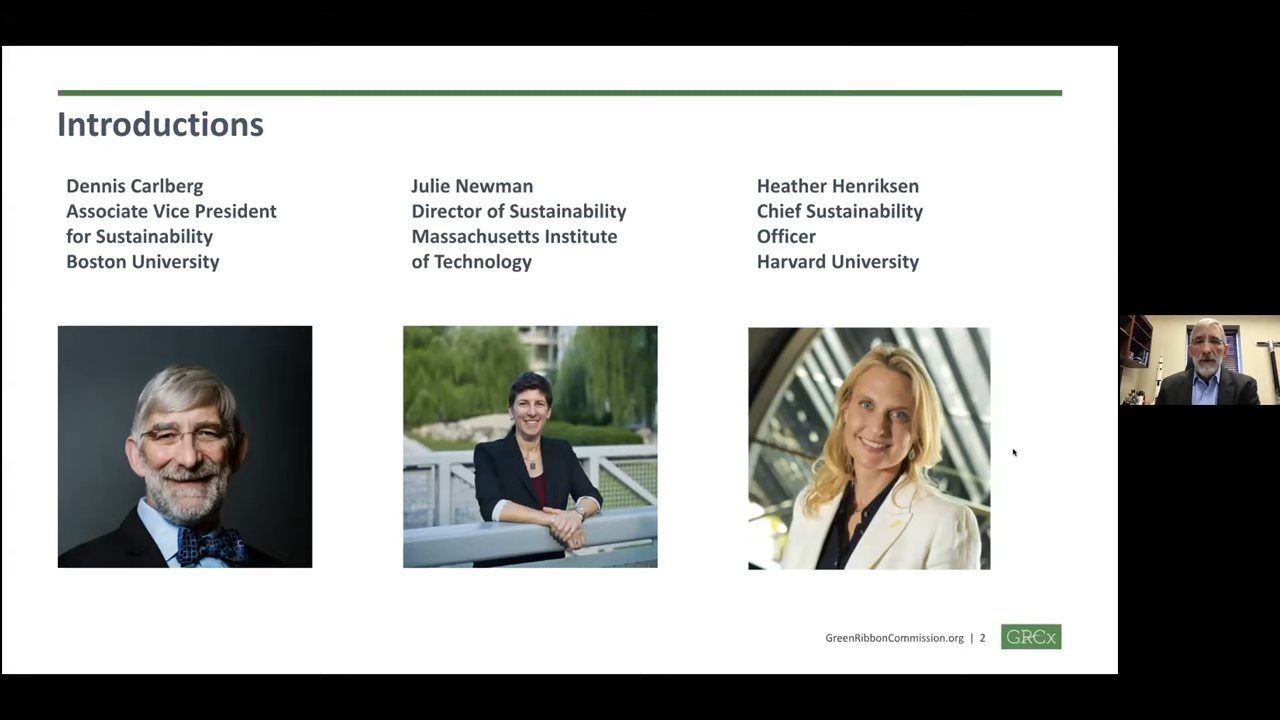 Introductions
Dennis Carlberg
Associate Vice President
for Sustainability
Boston University
Julie Newman
Director of Sustainability
Massachusetts Institute
of Technology
Heather Henriksen
Chief Sustainability
Officer
Harvard University
GreenRibbonCommission.org | 2
GRCx